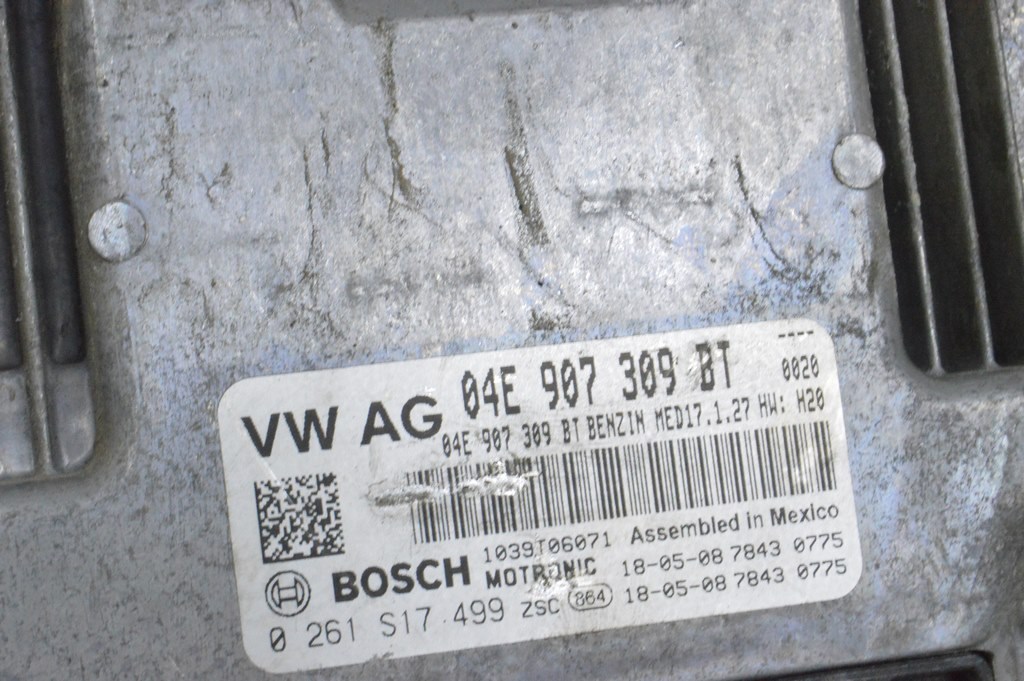 ----
VW AG 04E 907 309 BT 0020
04E 907 309 BT BENZIN MED17.1.27 HW: H20
1039T06071 Assembled in Mexico
BOSCH MOTRONIC 18-05-08 7843 0775
0 261 S17 499 ZSC 864 18-05-08 7843 0775